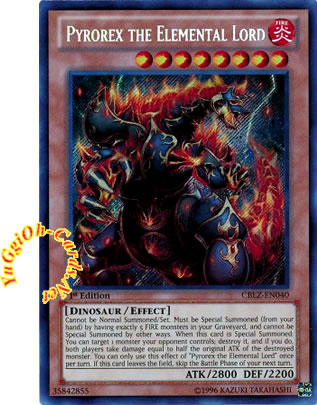 PYROREX THE ELEMENTAL LORD
FIRE
炎
YuGgiOh-Cards.Net
1st Edition
CBLZ-EN040
[DINOSAUR / EFFECT]
Cannot be Normal Summoned/Set. Must be Special Summoned (from your
hand) by having exactly 5 FIRE monsters in your Graveyard, and cannot be
Special Summoned by other ways. When this card is Special Summoned:
You can target 1 monster your opponent controls; destroy it, and if you do,
both players take damage equal to half the original ATK of the destroyed
monster. You can only use this effect of "Pyrorex the Elemental Lord" once
per turn. If this card leaves the field, skip the Battle Phase of your next turn.
ATK/2800 DEF/2200
35842855
©1996 KAZUKI TAKAHASHI